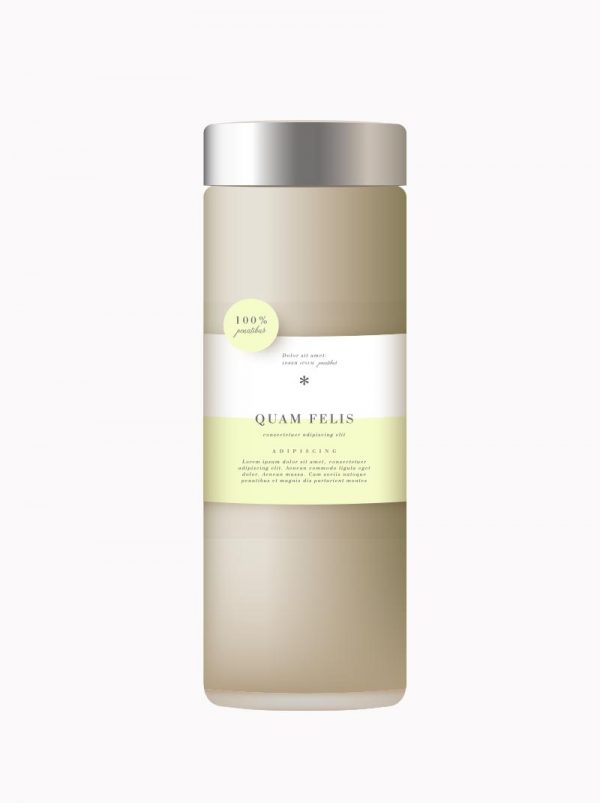 100%
penatibus
Dolor sit amet
LOREM IPSUM penatibus
*
QUAM FELIS
consectetuer adipiscing elit
ADIPISCING
Lorem ipsum dolor sit amet, consectetuer
adipiscing elit. Aenean commodo ligula eget
dolor. Aenean massa. Cum sociis natoque
penatibus et magnis dis parturient montes